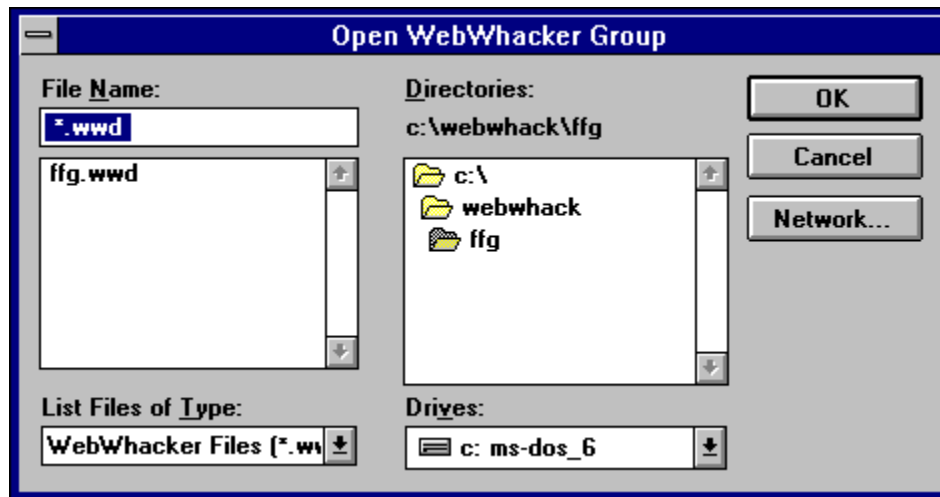 Open WebWhacker Group
File Name:
*.wwd
ffg.wwd
List Files of Type:
WebWhacker Files (*.ww
Directories:
c:\webwhack\ffg
c:\
webwhack
ffg
Drives:
c: ms-dos_6
OK
Cancel
Network...